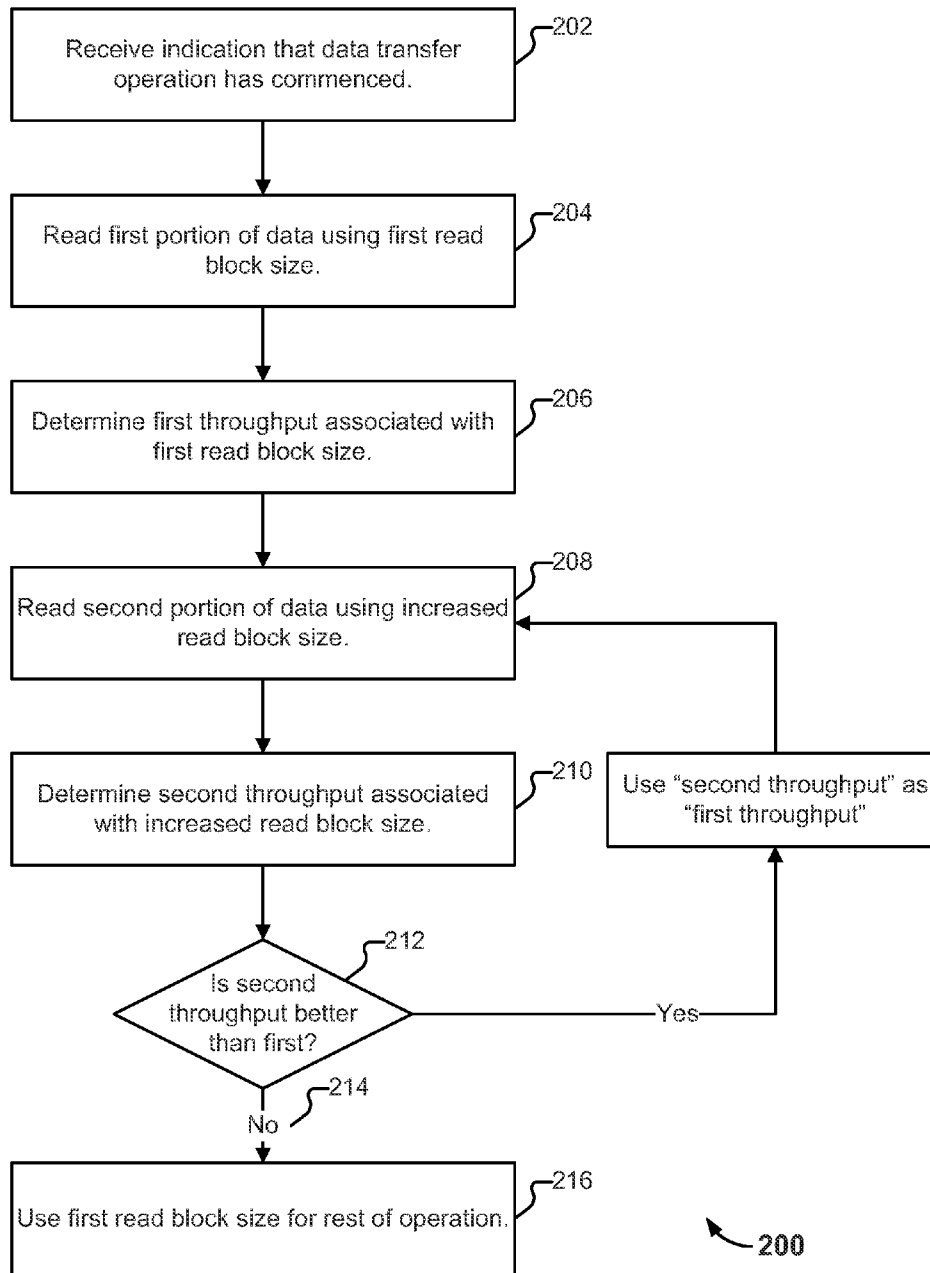 Receive indication that data transfer
operation has commenced.
202
Read first portion of data using first read
block size.
204
Determine first throughput associated with
first read block size.
206
Read second portion of data using increased
read block size.
208
Determine second throughput associated
with increased read block size.
210
Use “second throughput” as
“first throughput”
Is second
throughput better
than first?
212
Yes
214
No
Use first read block size for rest of operation.
216
200